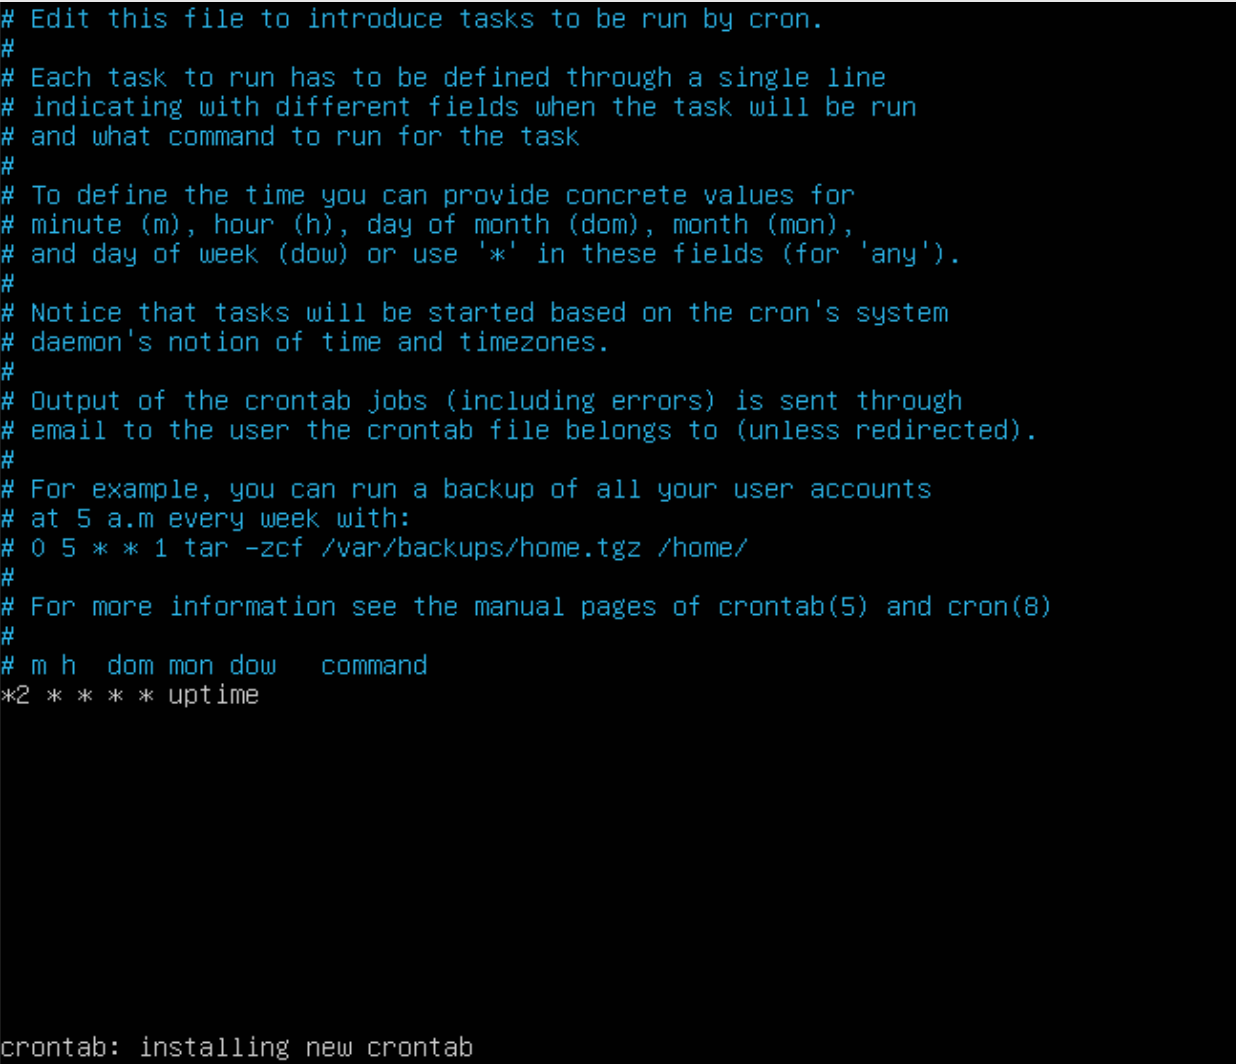 # Edit this file to introduce tasks to be run by cron.
#
# Each task to run has to be defined through a single line
# indicating with different fields when the task will be run
# and what command to run for the task
#
# To define the time you can provide concrete values for
# minute (m), hour (h), day of month (dom), month (mon),
# and day of week (dow) or use '*' in these fields (for 'any').
#
# Notice that tasks will be started based on the cron's system
# daemon's notion of time and timezones.
#
# Output of the crontab jobs (including errors) is sent through
# email to the user the crontab file belongs to (unless redirected).
#
# For example, you can run a backup of all your user accounts
# at 5 a.m every week with:
# 0 5 * * 1 tar -zcf /var/backups/home.tgz /home/
#
# For more information see the manual pages of crontab(5) and cron(8)
#
# m h  dom mon dow   command
*2 * * * * uptime
crontab: installing new crontab